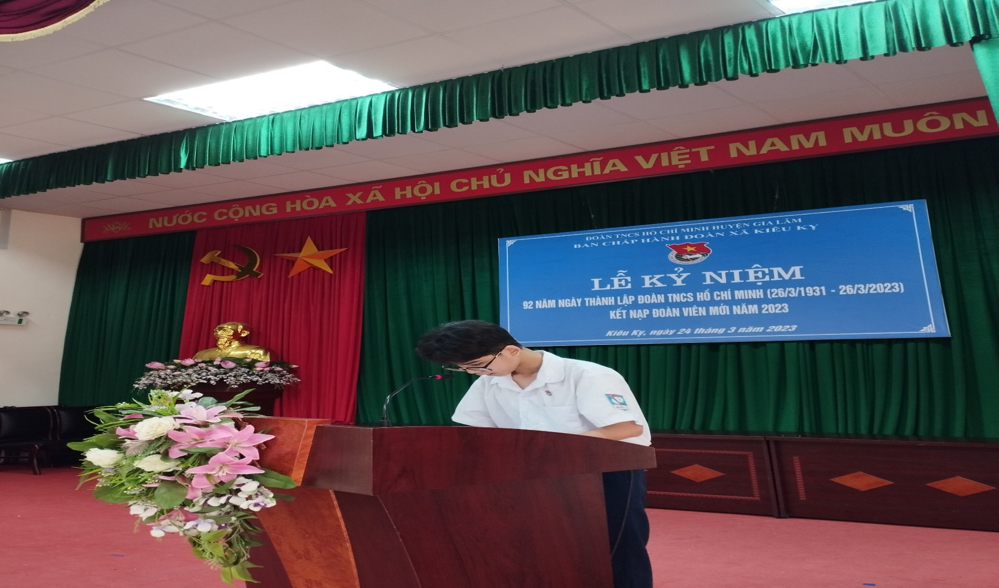 NƯỚC CỘNG HÒA XÃ HỘI CHỦ NGHĨA VIỆT NAM MUÔN
ĐOÀN TNCS HỒ CHÍ MINH HUYỆN GIA LÂM
BAN CHẤP HÀNH ĐOÀN XÃ KIÊU KỴ
LỄ KỶ NIỆM
92 NĂM NGÀY THÀNH LẬP ĐOÀN TNCS HỒ CHÍ MINH (26/3/1931 - 26/3/2023)
KẾT NẠP ĐOÀN VIÊN MỚI NĂM 2023
Kiêu Kỵ, ngày 24 tháng 3 năm 2023